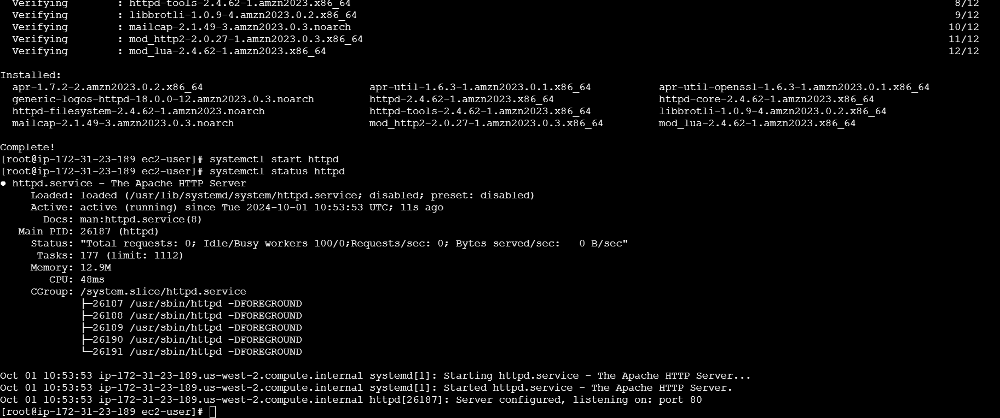 Verifying : httpd-tools-2.4.62-1.amzn2023.x86_64 8/12
Verifying : libbrotli-1.0.9-4.amzn2023.0.2.x86_64 9/12
Verifying : mailcap-2.1.49-3.amzn2023.0.3.noarch 10/12
Verifying : mod_http2-2.0.27-1.amzn2023.0.3.x86_64 11/12
Verifying : mod_lua-2.4.62-1.amzn2023.x86_64 12/12
Installed:
apr-1.7.2-2.amzn2023.0.2.x86_64 apr-util-1.6.3-1.amzn2023.0.1.x86_64 apr-util-openssl-1.6.3-1.amzn2023.0.1.x86_64
generic-logos-httpd-18.0.0-12.amzn2023.0.3.noarch httpd-2.4.62-1.amzn2023.x86_64 httpd-core-2.4.62-1.amzn2023.x86_64
httpd-filesystem-2.4.62-1.amzn2023.noarch httpd-tools-2.4.62-1.amzn2023.x86_64 libbrotli-1.0.9-4.amzn2023.0.2.x86_64
mailcap-2.1.49-3.amzn2023.0.3.noarch mod_http2-2.0.27-1.amzn2023.0.3.x86_64 mod_lua-2.4.62-1.amzn2023.x86_64
Complete!
[root@ip-172-31-23-189 ec2-user]# systemctl start httpd
[root@ip-172-31-23-189 ec2-user]# systemctl status httpd
● httpd.service - The Apache HTTP Server
Loaded: loaded (/usr/lib/systemd/system/httpd.service; disabled; preset: disabled)
Active: active (running) since Tue 2024-10-01 10:53:53 UTC; 11s ago
Docs: man:httpd.service(8)
Main PID: 26187 (httpd)
Status: "Total requests: 0; Idle/Busy workers 100/0;Requests/sec: 0; Bytes served/sec:   0 B/sec"
Tasks: 177 (limit: 1112)
Memory: 12.9M
CPU: 48ms
CGroup: /system.slice/httpd.service
├─26187 /usr/sbin/httpd -DFOREGROUND
├─26188 /usr/sbin/httpd -DFOREGROUND
├─26189 /usr/sbin/httpd -DFOREGROUND
├─26190 /usr/sbin/httpd -DFOREGROUND
└─26191 /usr/sbin/httpd -DFOREGROUND
Oct 01 10:53:53 ip-172-31-23-189.us-west-2.compute.internal systemd[1]: Starting httpd.service - The Apache HTTP Server...
Oct 01 10:53:53 ip-172-31-23-189.us-west-2.compute.internal systemd[1]: Started httpd.service - The Apache HTTP Server.
Oct 01 10:53:53 ip-172-31-23-189.us-west-2.compute.internal httpd[26187]: Server configured, listening on: port 80
[root@ip-172-31-23-189 ec2-user]#